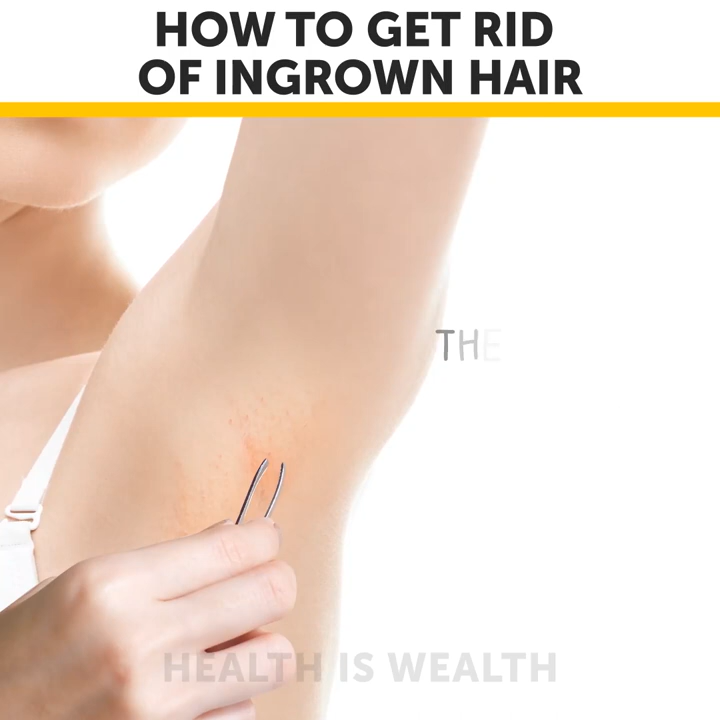 HOW TO GET RID
OF INGROWN HAIR
THE
HEALTH IS WEALTH